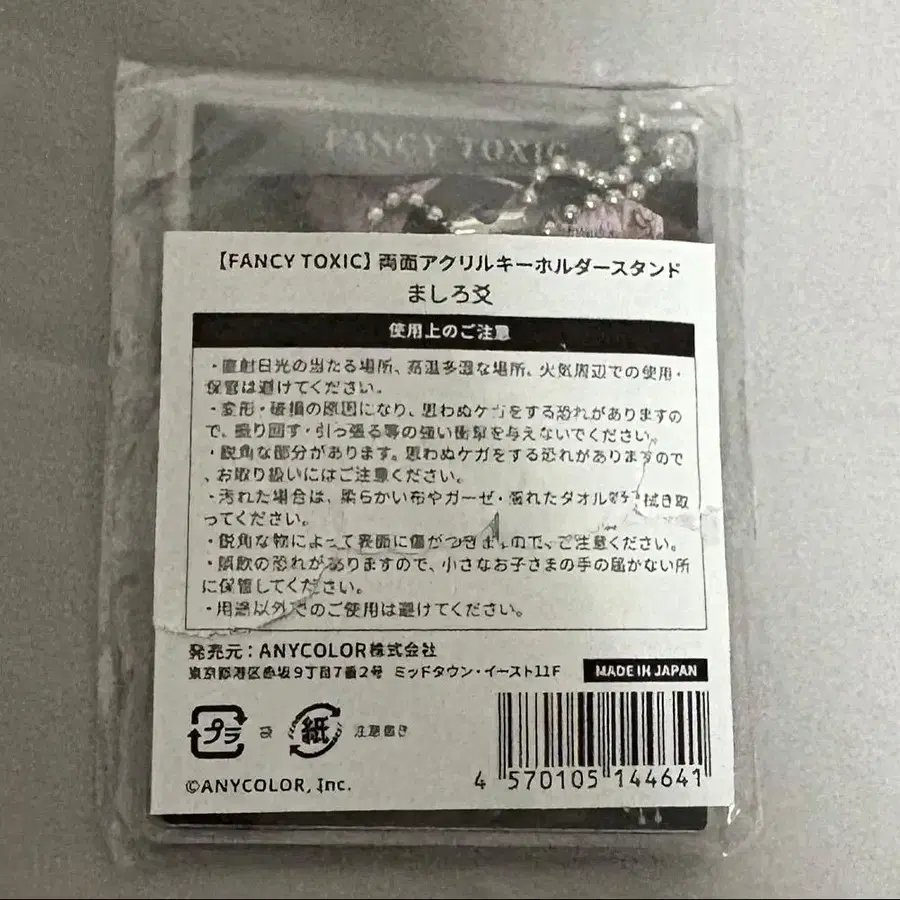 FANCY TOXIC
【FANCY TOXIC】両面アクリルキーホルダースタンド
ましろ爻
使用上のご注意
・直射日光の当たる場所、高温多湿な場所、火気周辺での使用・
保管は避けてください。
・変形・破損の原因になり、思わぬケガをする恐れがありますの
で、振り回す・引っ張る等の強い衝撃を与えないでください。
・鋭角な部分があります。思わぬケガをする恐れがありますので
、お取り扱いにはご注意ください。
・汚れた場合は、柔らかい布やガーゼ・濡れたタオル等で拭き取
ってください。
・鋭角な物によって表面に傷がつきますので、ご注意ください。
・誤飲の恐れがありますので、小さなお子さまの手の届かない所
に保管してください。
・用途以外でのご使用は避けてください。
発売元：ANYCOLOR株式会社
東京都港区赤坂9丁目7番2号 ミッドタウン・イースト11F
MADE IN JAPAN
プラ 袋 紙 注意書き
©ANYCOLOR, Inc.
4 570105 144641